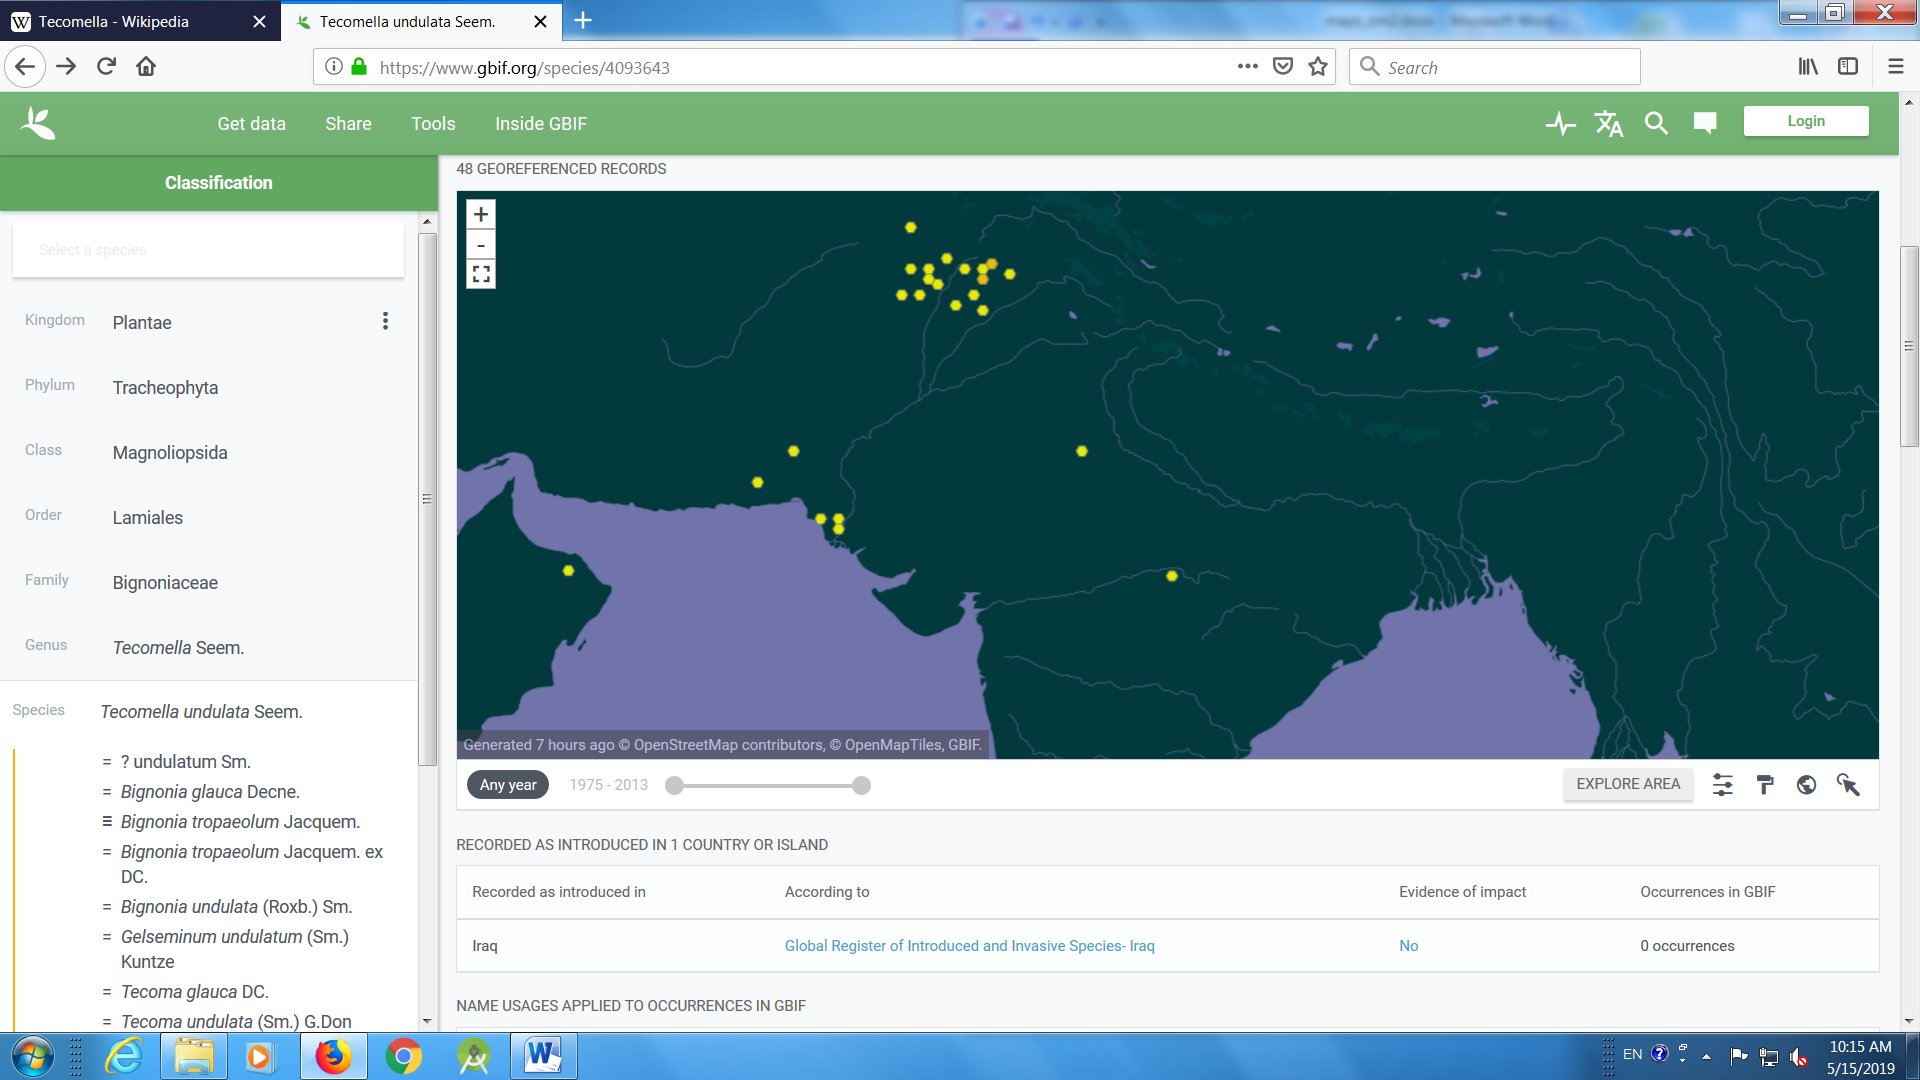 Tecomella - Wikipedia
Tecomella undulata Seem.
https://www.gbif.org/species/4093643
Search
Get data
Share
Tools
Inside GBIF
Login
Classification
Select a species
Kingdom Plantae
Phylum Tracheophyta
Class Magnoliopsida
Order Lamiales
Family Bignoniaceae
Genus Tecomella Seem.
Species Tecomella undulata Seem.
= ? undulatum Sm.
= Bignonia glauca Decne.
≡ Bignonia tropaeolum Jacquem.
= Bignonia tropaeolum Jacquem. ex
DC.
= Bignonia undulata (Roxb.) Sm.
= Gelseminum undulatum (Sm.)
Kuntze
= Tecoma glauca DC.
= Tecoma undulata (Sm.) G.Don
48 GEOREFERENCED RECORDS
+
-
Generated 7 hours ago © OpenStreetMap contributors, © OpenMapTiles, GBIF.
Any year
1975 - 2013
EXPLORE AREA
RECORDED AS INTRODUCED IN 1 COUNTRY OR ISLAND
Recorded as introduced in According to Evidence of impact Occurrences in GBIF
Iraq Global Register of Introduced and Invasive Species- Iraq No 0 occurrences
NAME USAGES APPLIED TO OCCURRENCES IN GBIF
EN
10:15 AM
5/15/2019